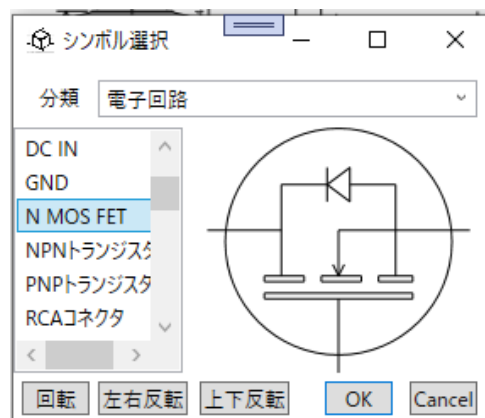 シンボル選択
分類 電子回路
DC IN
GND
N MOS FET
NPNトランジスタ
PNPトランジスタ
RCAコネクタ
回転 左右反転 上下反転 OK Cancel